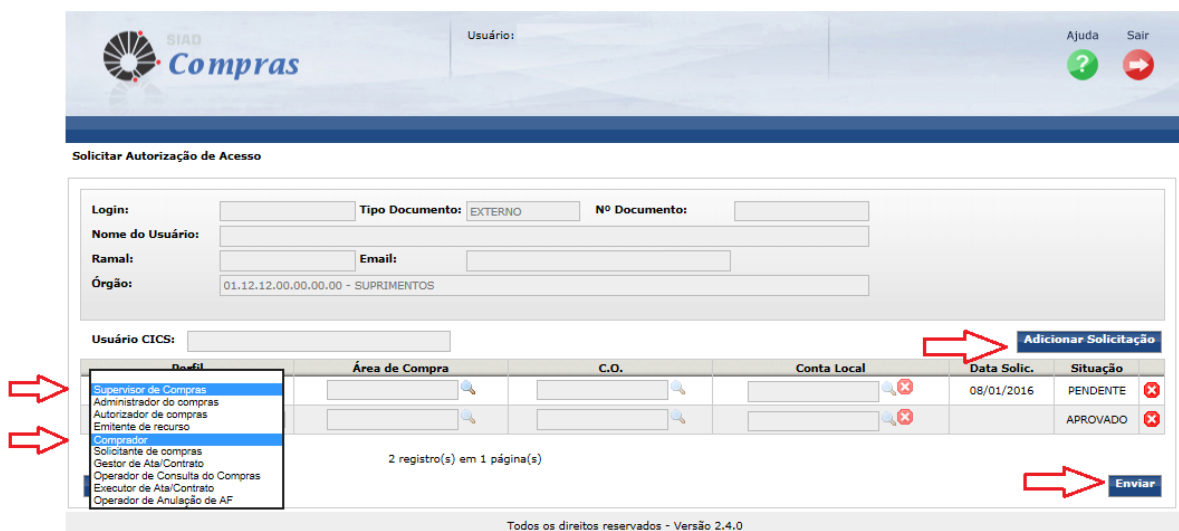 SIAD
Compras
Usuário:
Ajuda Sair
Solicitar Autorização de Acesso
Login: Tipo Documento: EXTERNO Nº Documento:
Nome do Usuário:
Ramal: Email:
Órgão: 01.12.12.00.00.00.00 - SUPRIMENTOS
Usuário CICS: Adicionar Solicitação
Perfil Área de Compra C.O. Conta Local Data Solic. Situação
Supervisor de Compras 08/01/2016 PENDENTE
Administrador do compras
Autorizador de compras
Emitente de recurso APROVADO
Comprador
Solicitante de compras
Gestor de Ata/Contrato 2 registro(s) em 1 página(s)
Operador de Consulta do Compras
Executor de Ata/Contrato Enviar
Operador de Anulação de AF
Todos os direitos reservados - Versão 2.4.0